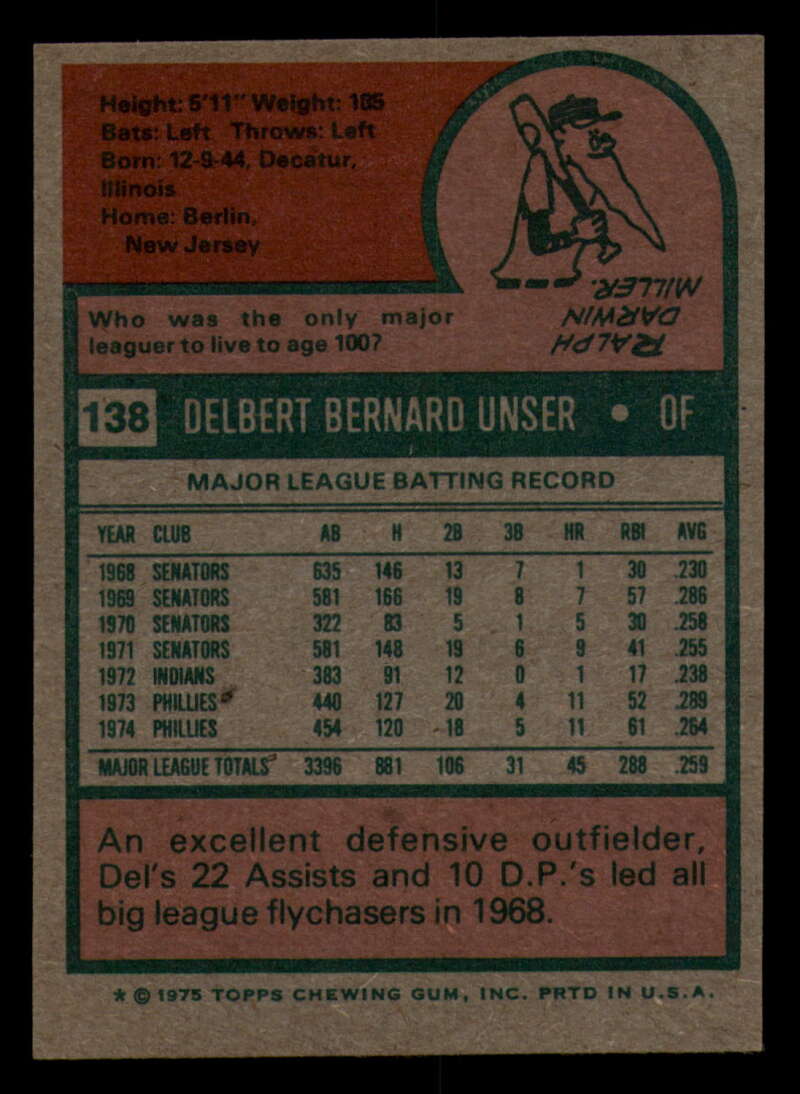 Height: 5'11" Weight: 165
Bats: Left Throws: Left
Born: 12-9-44, Decatur,
Illinois
Home: Berlin,
New Jersey
Who was the only major
leaguer to live to age 100?
RALPH
DARWIN
MILLER.
138 DELBERT BERNARD UNSER • OF
MAJOR LEAGUE BATTING RECORD
YEAR CLUB AB H 2B 3B HR RBI AVG
1968 SENATORS 635 146 13 7 1 30 .230
1969 SENATORS 581 166 19 8 7 57 .286
1970 SENATORS 322 83 5 1 5 30 .258
1971 SENATORS 581 148 19 6 9 41 .255
1972 INDIANS 383 91 12 0 1 17 .238
1973 PHILLIES 440 127 20 4 11 52 .289
1974 PHILLIES 454 120 18 5 11 61 .264
MAJOR LEAGUE TOTALS 3396 881 106 31 45 288 .259
An excellent defensive outfielder,
Del's 22 Assists and 10 D.P.'s led all
big league flychasers in 1968.
* © 1975 TOPPS CHEWING GUM, INC. PRTD IN U.S.A.